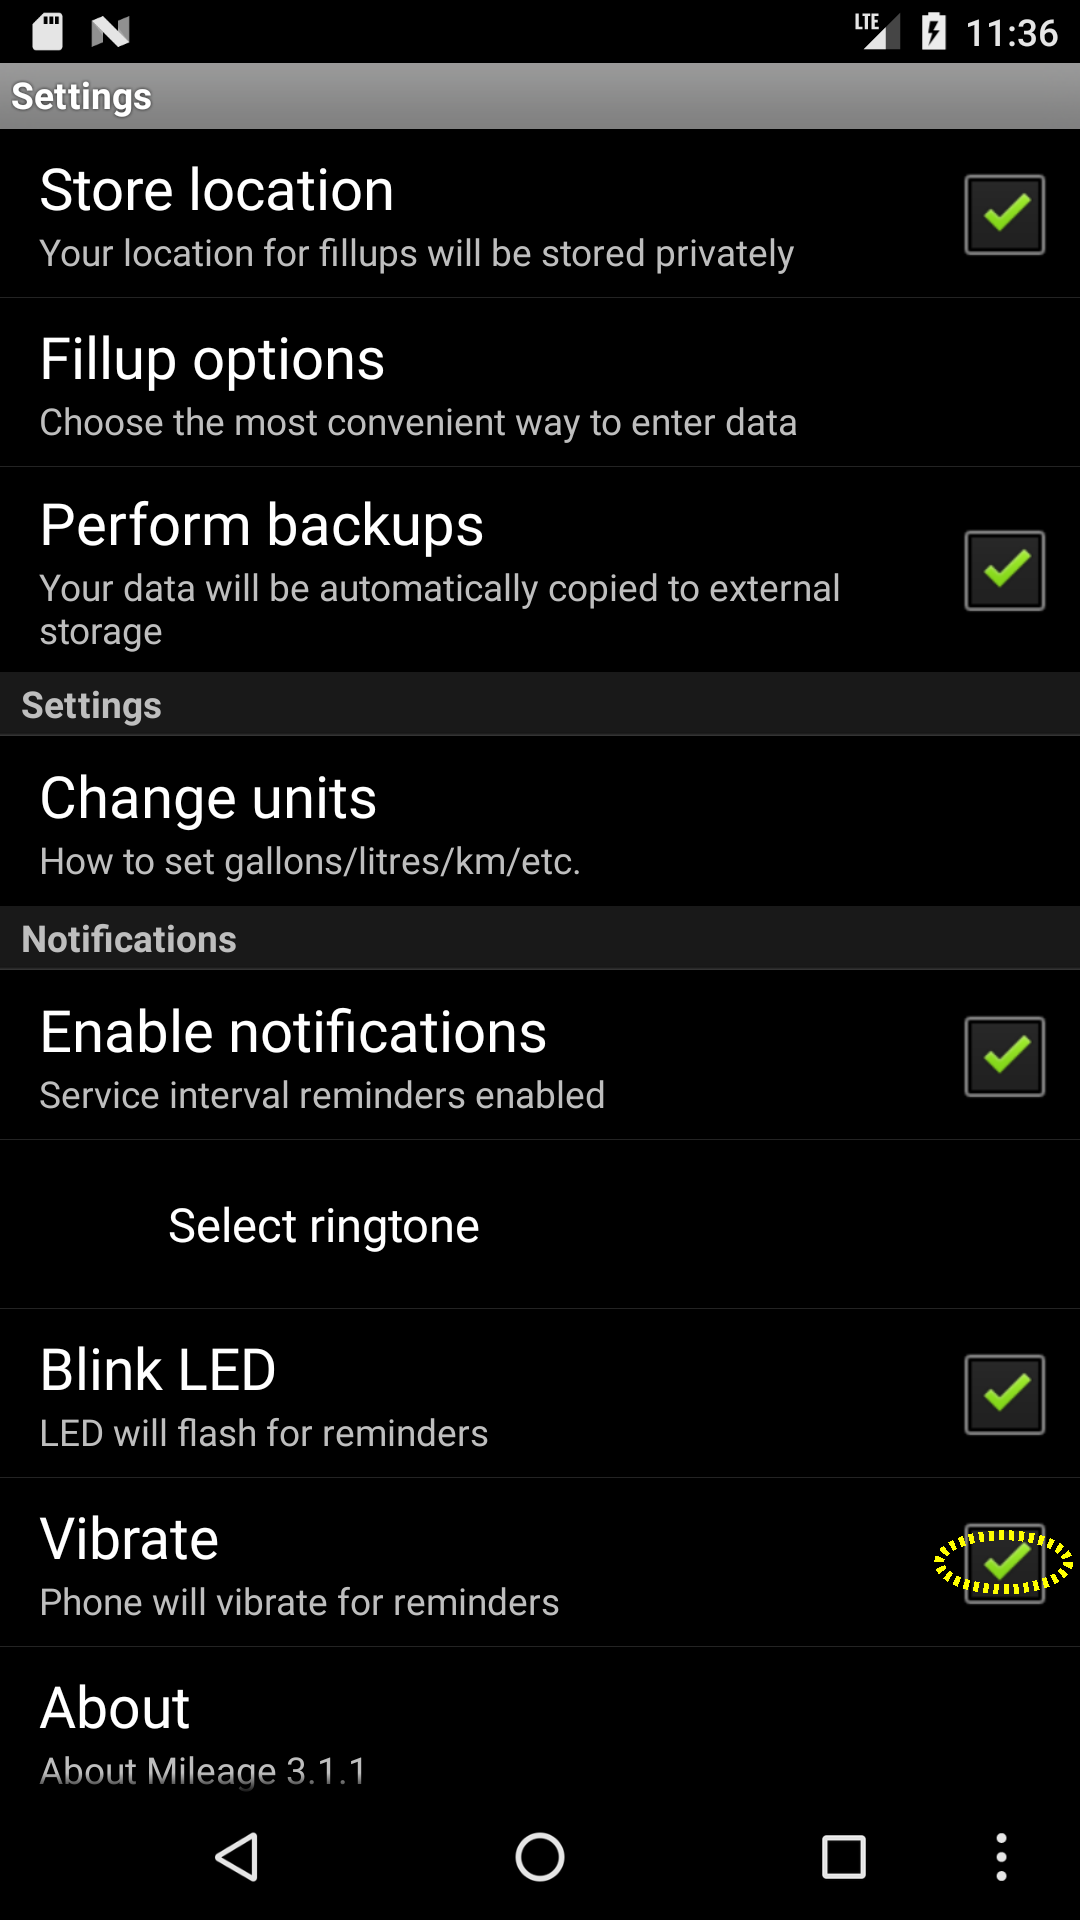 LTE 11:36
Settings
Store location
Your location for fillups will be stored privately
Fillup options
Choose the most convenient way to enter data
Perform backups
Your data will be automatically copied to external
storage
Settings
Change units
How to set gallons/litres/km/etc.
Notifications
Enable notifications
Service interval reminders enabled
Select ringtone
Blink LED
LED will flash for reminders
Vibrate
Phone will vibrate for reminders
About
About Mileage 3.1.1